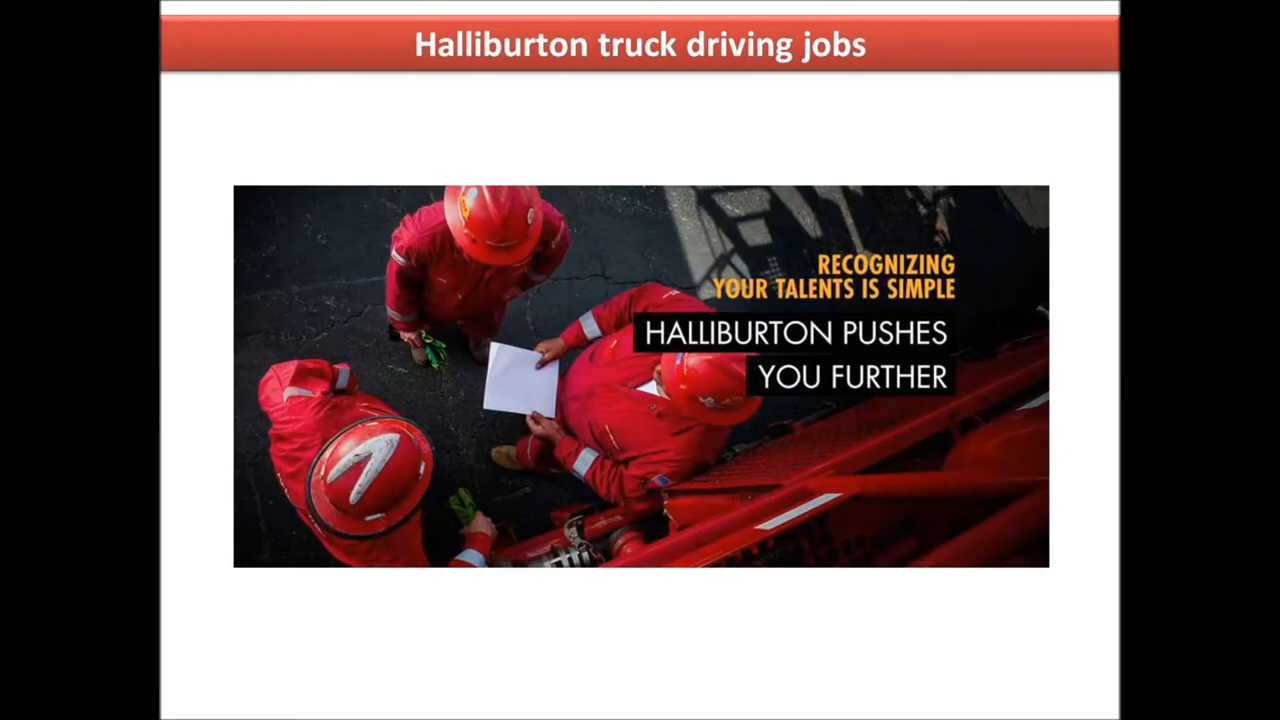 Halliburton truck driving jobs
RECOGNIZING
YOUR TALENTS IS SIMPLE
HALLIBURTON PUSHES
YOU FURTHER